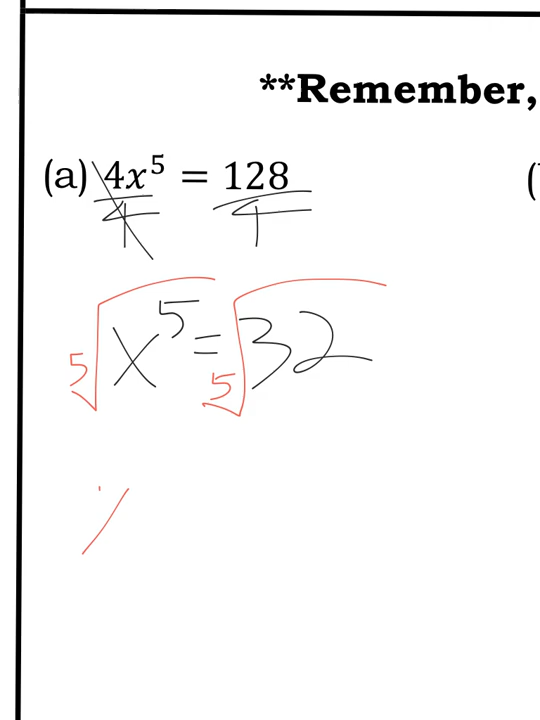 **Remember,
(a) 4x⁵ = 128
4 4
⁵√x⁵ = ⁵√32